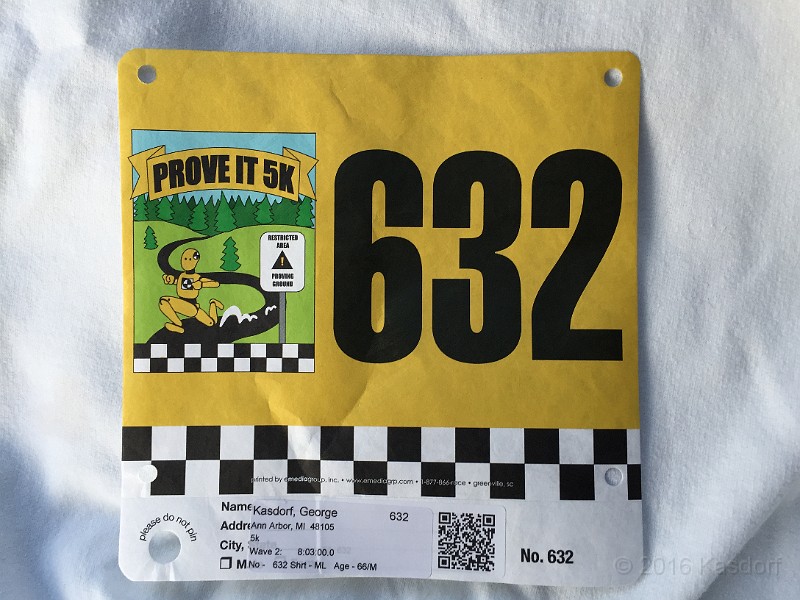 PROVE IT 5K
RESTRICTED
AREA
PROVING
GROUND
632
printed by emediagroup, inc. • www.emediagrp.com • 1-877-866-race • greenville, sc
please do not pin
Name
Kasdorf, George 632
Addre
Ann Arbor, MI 48105
City,
5k
Wave 2: 8:03:00.0
M
No - 632 Shrt - ML Age - 66/M
No. 632
© 2016 Kasdorf